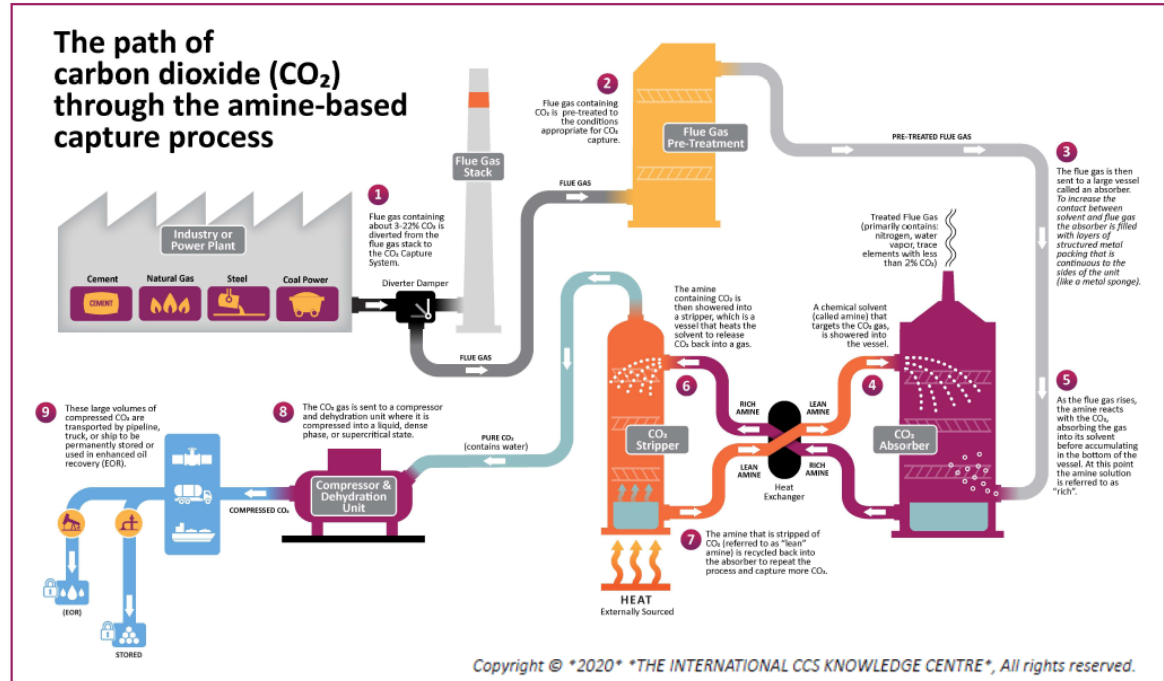 The path of
carbon dioxide (CO₂)
through the amine-based
capture process
1
Flue gas containing
about 3-22% CO₂ is
diverted from the
flue gas stack to
the CO₂ Capture
System.
Industry or
Power Plant
Cement
Natural Gas
Steel
Coal Power
CEMENT
Diverter Damper
Flue Gas
Stack
FLUE GAS
FLUE GAS
2
Flue gas containing
CO₂ is pre-treated to
the conditions
appropriate for CO₂
capture.
Flue Gas
Pre-Treatment
PRE-TREATED FLUE GAS
3
The flue gas is then
sent to a large vessel
called an absorber.
To increase the
contact between
solvent and flue gas
the absorber is filled
with layers of
structured metal
packing that is
continuous to the
sides of the unit
(like a metal sponge).
Treated Flue Gas
(primarily contains:
nitrogen, water
vapor, trace
elements with less
than 2% CO₂)
A chemical solvent
(called amine) that
targets the CO₂ gas,
is showered into
the vessel.
4
5
As the flue gas rises,
the amine reacts
with the CO₂,
absorbing the gas
into its solvent
before accumulating
in the bottom of the
vessel. At this point
the amine solution
is referred to as
"rich".
CO₂
Absorber
The amine
containing CO₂ is
then showered into
a stripper, which is a
vessel that heats the
solvent to release
CO₂ back into a gas.
6
RICH
AMINE
LEAN
AMINE
LEAN
AMINE
RICH
AMINE
Heat
Exchanger
CO₂
Stripper
7
The amine that is stripped of
CO₂ (referred to as "lean"
amine) is recycled back into
the absorber to repeat the
process and capture more CO₂.
HEAT
Externally Sourced
PURE CO₂
(contains water)
8
The CO₂ gas is sent to a compressor
and dehydration unit where it is
compressed into a liquid, dense
phase, or supercritical state.
Compressor &
Dehydration
Unit
COMPRESSED CO₂
9
These large volumes of
compressed CO₂ are
transported by pipeline,
truck, or ship to be
permanently stored or
used in enhanced oil
recovery (EOR).
(EOR)
STORED
Copyright © *2020* *THE INTERNATIONAL CCS KNOWLEDGE CENTRE*, All rights reserved.